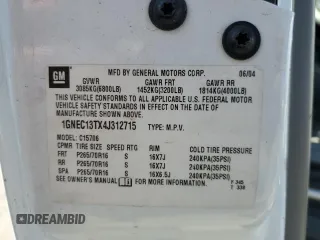 GM
MFD BY GENERAL MOTORS CORP. 06/04
GVWR GAWR FRT GAWR RR
3085KG(6800LB) 1452KG(3200LB) 1814KG(4000LB)
THIS VEHICLE CONFORMS TO ALL APPLICABLE U.S. FEDERAL MOTOR
VEHICLE SAFETY STANDARDS IN EFFECT ON THE DATE OF
MANUFACTURE SHOWN ABOVE.
1GNEC13TX4J312715 TYPE: M.P.V.
MODEL: C15706
CPMR TIRE SIZE SPEED RTG RIM COLD TIRE PRESSURE
FRT P265/70R16 S 16X7J 240KPA(35PSI)
RR P265/70R16 S 16X7J 240KPA(35PSI)
SPA P265/70R16 S 16X6.5J 240KPA(35PSI)
SEE OWNER'S MANUAL FOR MORE INFORMATION.
DREAMBID .COM